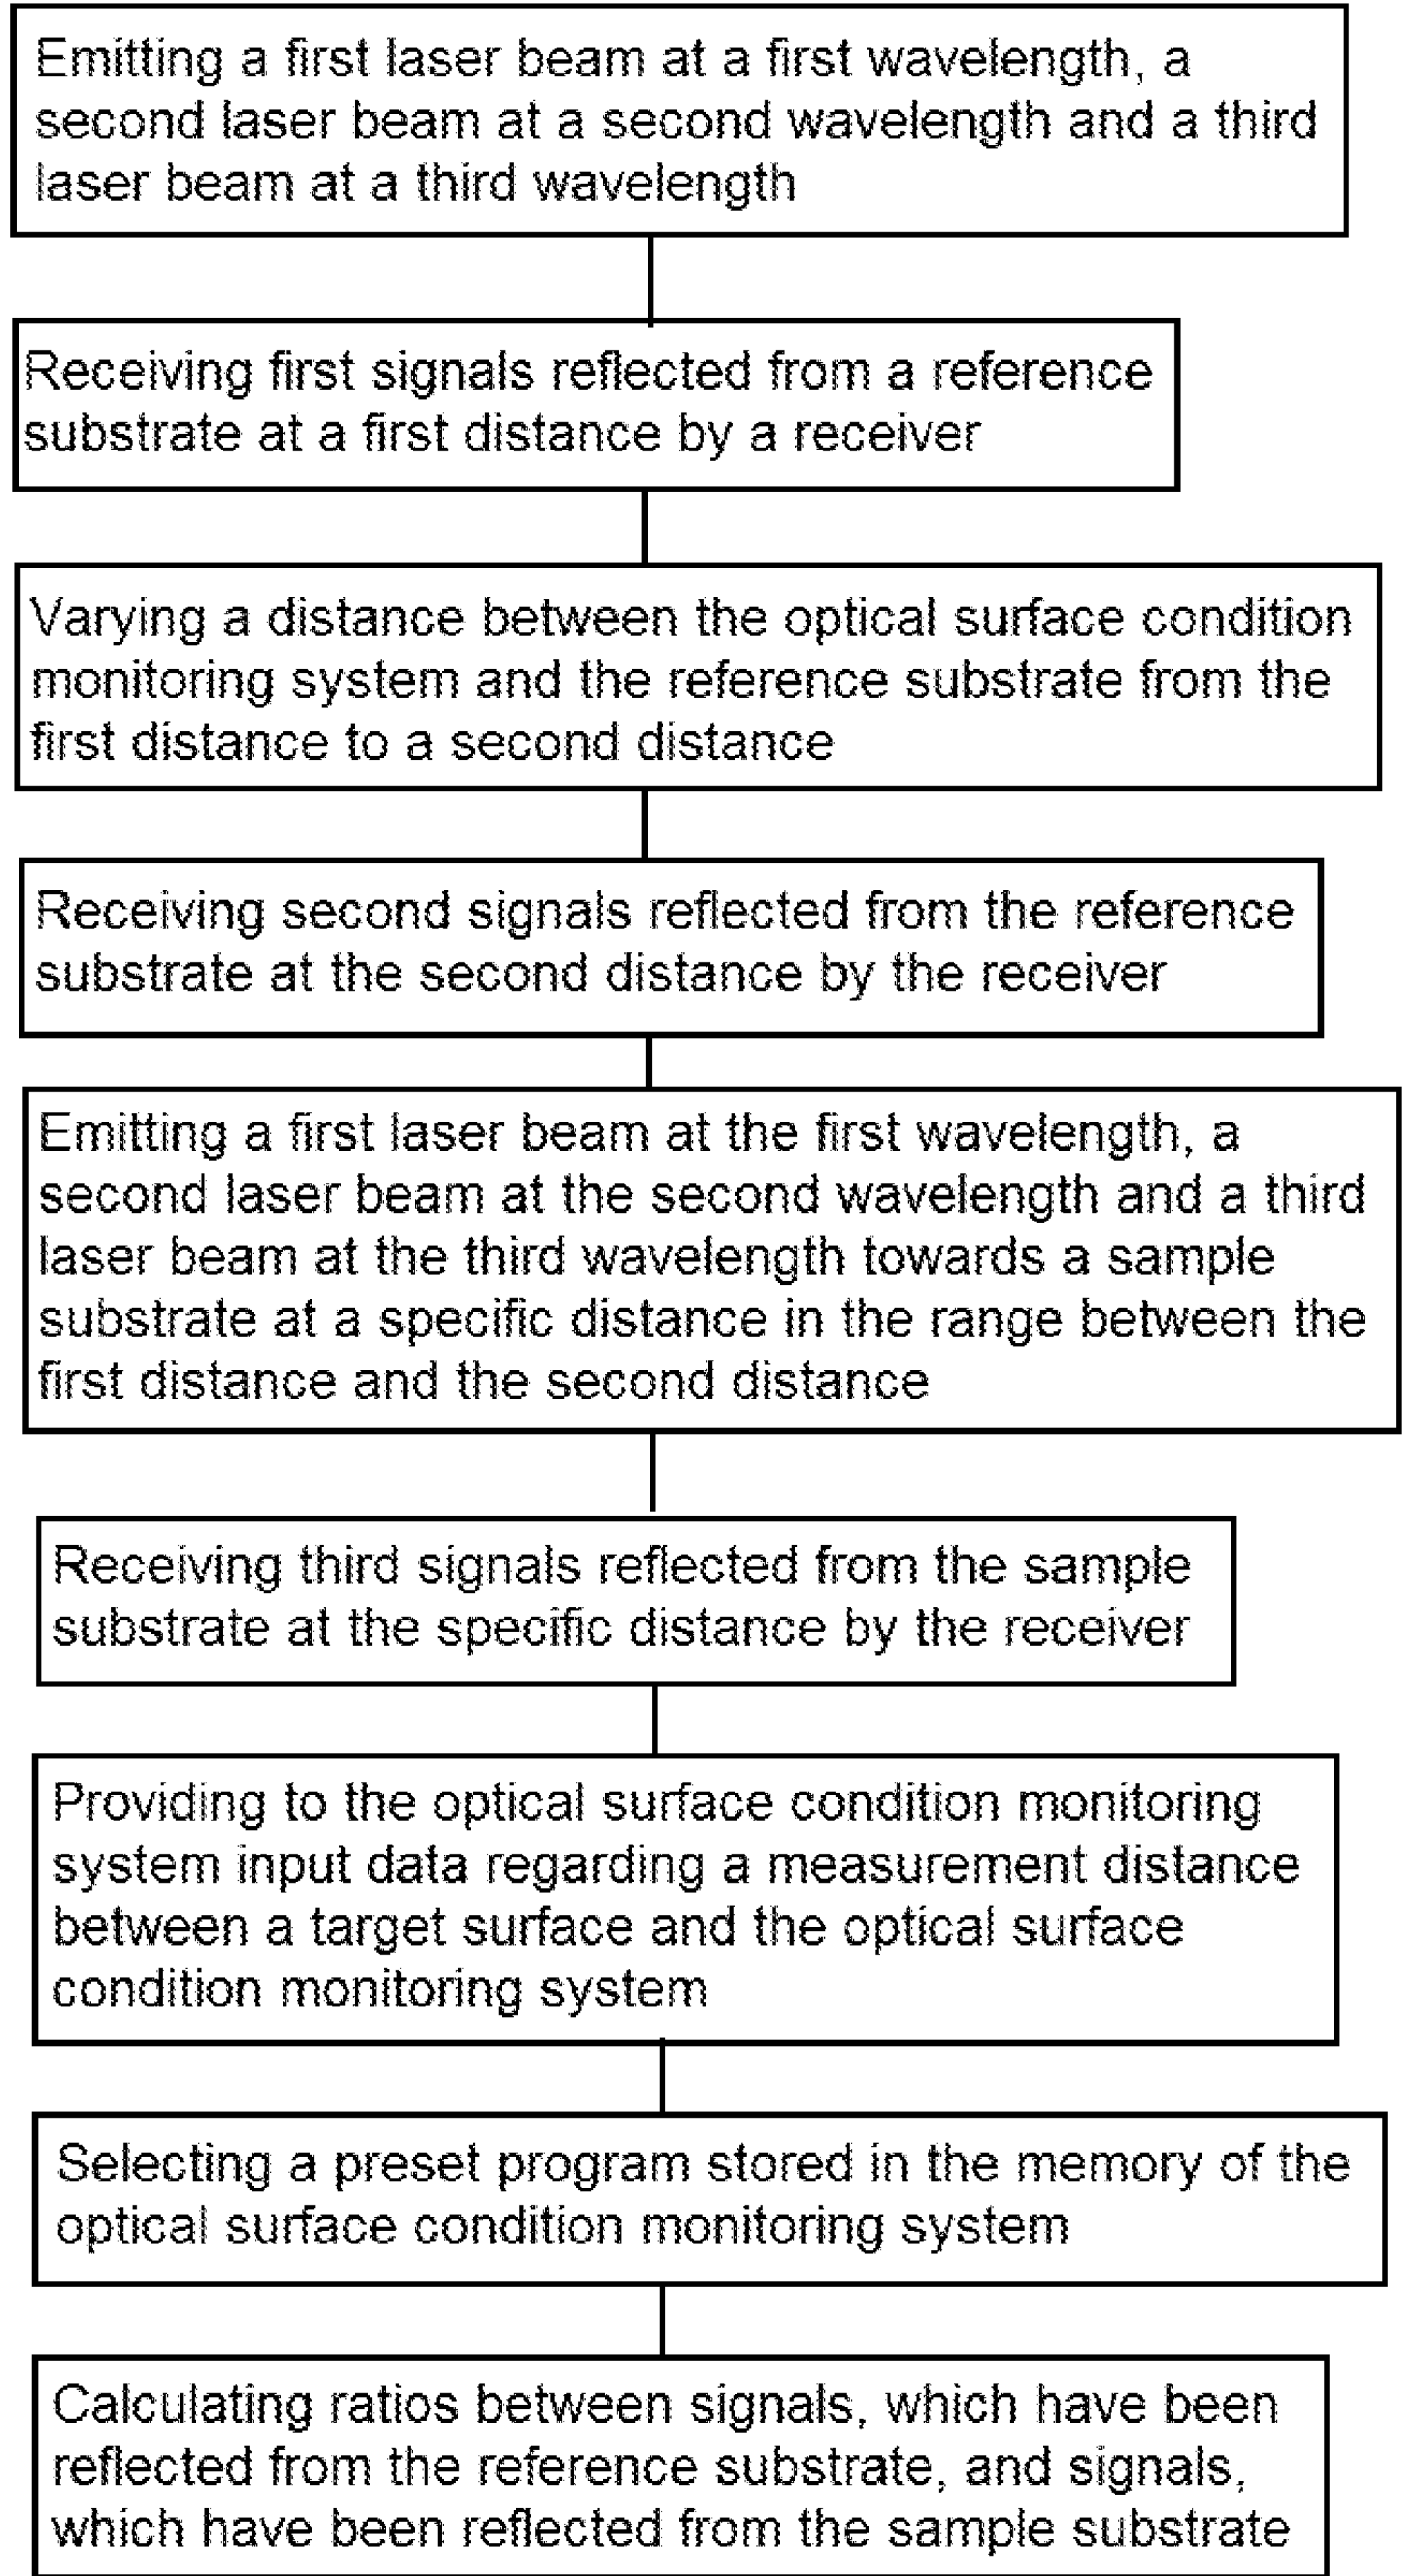 Emitting a first laser beam at a first wavelength, a
second laser beam at a second wavelength and a third
laser beam at a third wavelength
Receiving first signals reflected from a reference
substrate at a first distance by a receiver
Varying a distance between the optical surface condition
monitoring system and the reference substrate from the
first distance to a second distance
Receiving second signals reflected from the reference
substrate at the second distance by the receiver
Emitting a first laser beam at the first wavelength, a
second laser beam at the second wavelength and a third
laser beam at the third wavelength towards a sample
substrate at a specific distance in the range between the
first distance and the second distance
Receiving third signals reflected from the sample
substrate at the specific distance by the receiver
Providing to the optical surface condition monitoring
system input data regarding a measurement distance
between a target surface and the optical surface
condition monitoring system
Selecting a preset program stored in the memory of the
optical surface condition monitoring system
Calculating ratios between signals, which have been
reflected from the reference substrate, and signals,
which have been reflected from the sample substrate